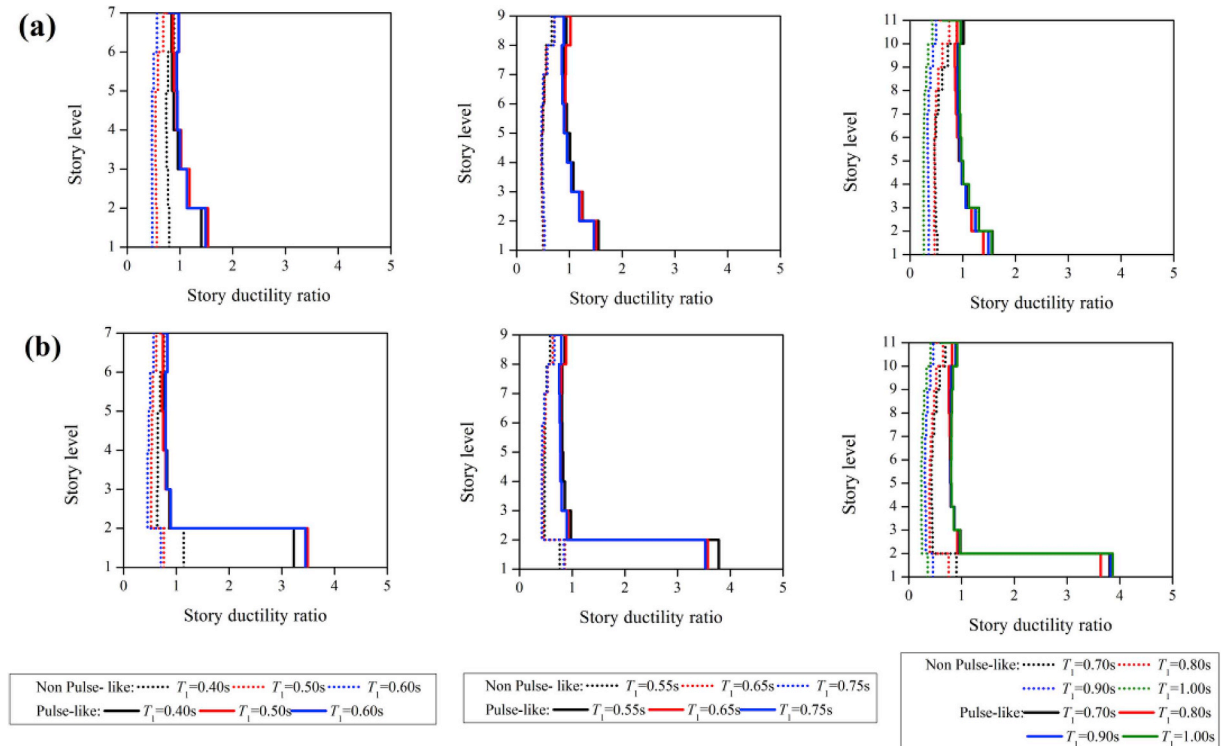 (a)
7
6
5
4
3
2
1
Story level
0 1 2 3 4 5
Story ductility ratio
9
8
7
6
5
4
3
2
1
Story level
0 1 2 3 4 5
Story ductility ratio
11
10
9
8
7
6
5
4
3
2
1
Story level
0 1 2 3 4 5
Story ductility ratio
(b)
7
6
5
4
3
2
1
Story level
0 1 2 3 4 5
Story ductility ratio
9
8
7
6
5
4
3
2
1
Story level
0 1 2 3 4 5
Story ductility ratio
11
10
9
8
7
6
5
4
3
2
1
Story level
0 1 2 3 4 5
Story ductility ratio
Non Pulse- like: T1=0.40s T1=0.50s T1=0.60s
Pulse-like: T1=0.40s T1=0.50s T1=0.60s
Non Pulse- like: T1=0.55s T1=0.65s T1=0.75s
Pulse-like: T1=0.55s T1=0.65s T1=0.75s
Non Pulse-like: T1=0.70s T1=0.80s
T1=0.90s T1=1.00s
Pulse-like: T1=0.70s T1=0.80s
T1=0.90s T1=1.00s